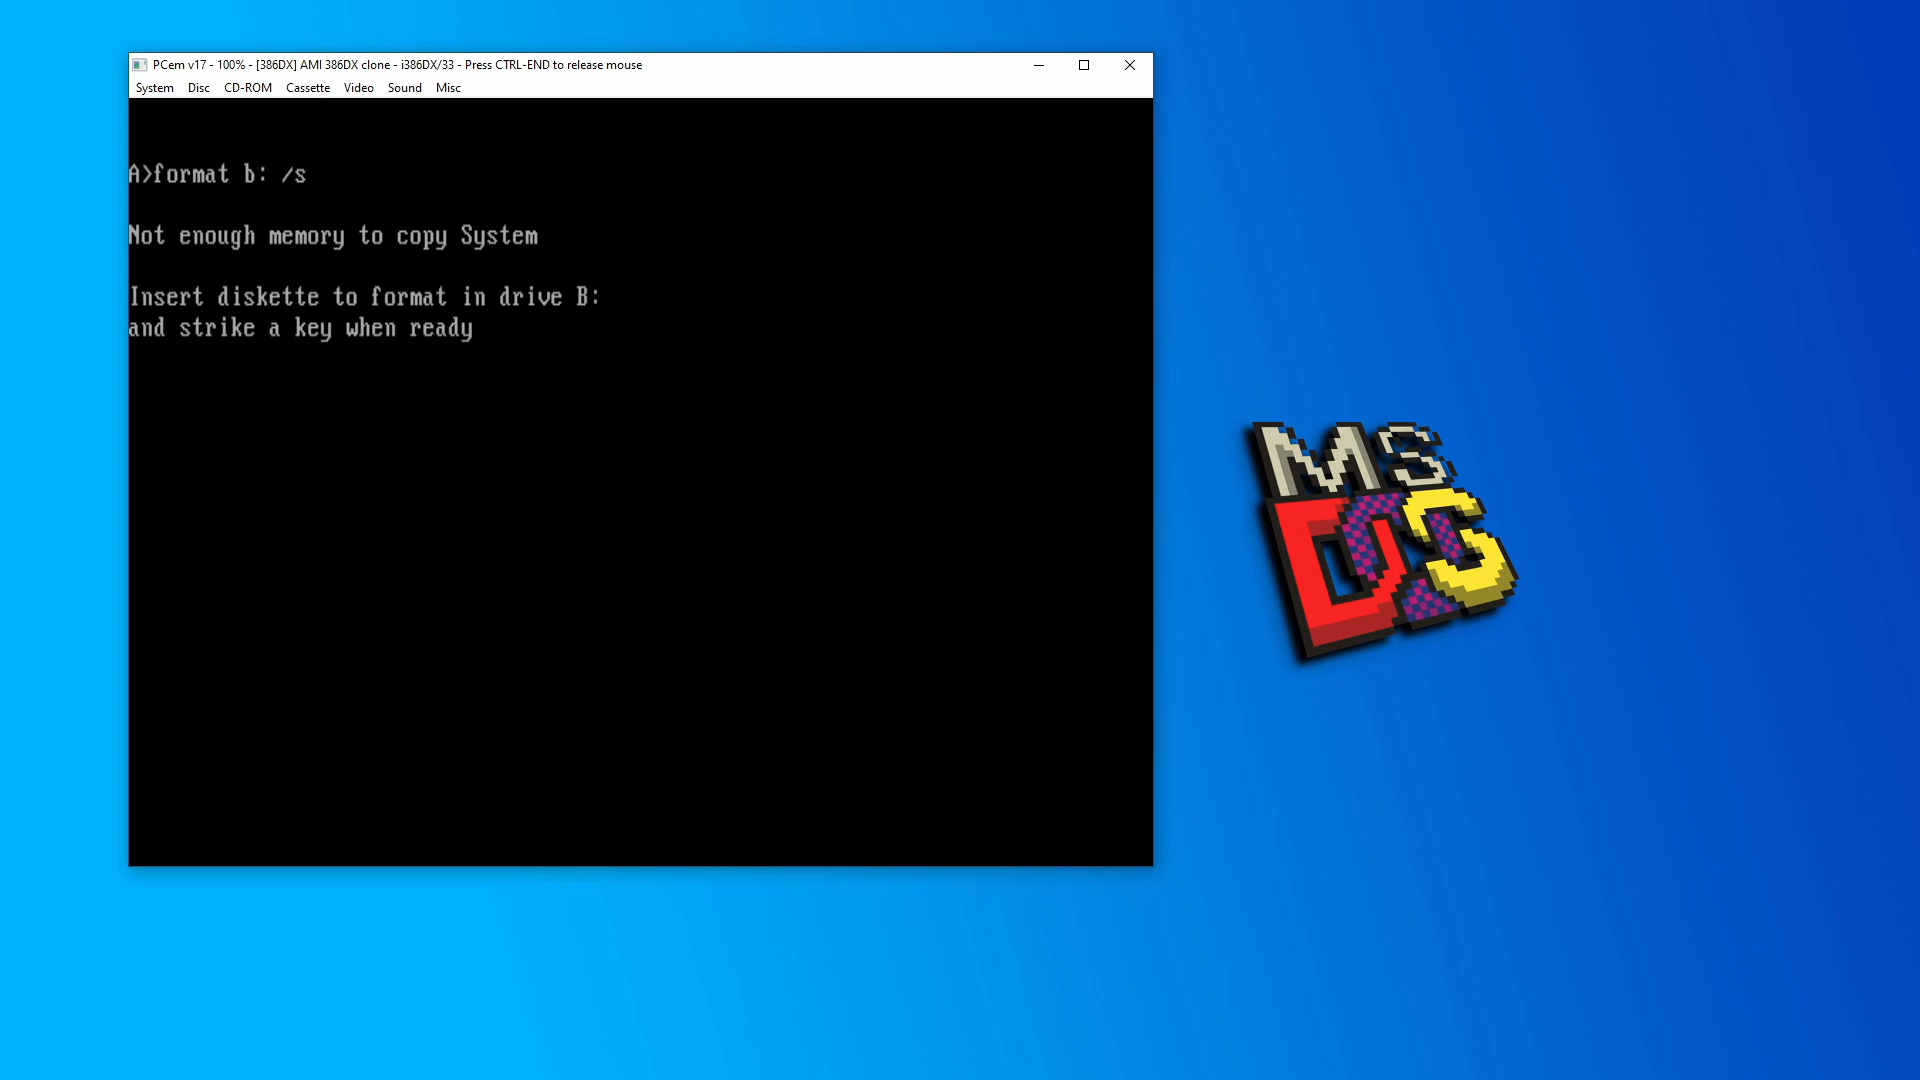 PCem v17 - 100% - [386DX] AMI 386DX clone - i386DX/33 - Press CTRL-END to release mouse
System Disc CD-ROM Cassette Video Sound Misc
A>format b: /s
Not enough memory to copy System
Insert diskette to format in drive B:
and strike a key when ready
MS
DOS